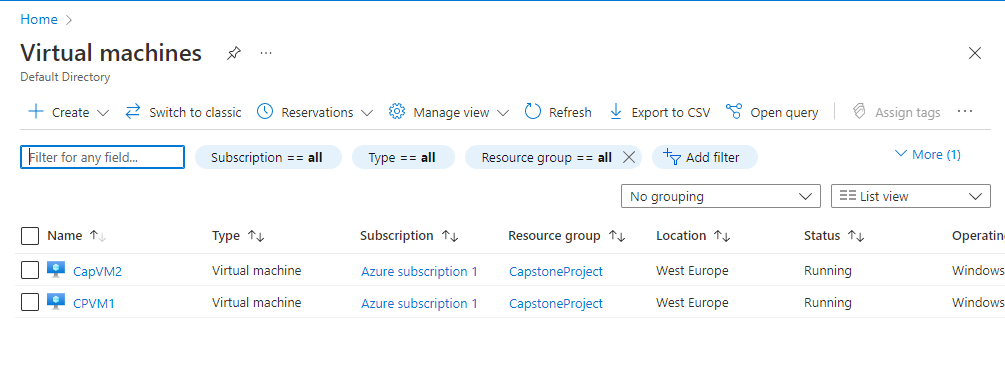 Home
Virtual machines
Default Directory
Create Switch to classic Reservations Manage view Refresh Export to CSV Open query Assign tags
Filter for any field... Subscription == all Type == all Resource group == all Add filter More (1)
No grouping List view
Name Type Subscription Resource group Location Status Operatin
CapVM2 Virtual machine Azure subscription 1 CapstoneProject West Europe Running Windows
CPVM1 Virtual machine Azure subscription 1 CapstoneProject West Europe Running Windows